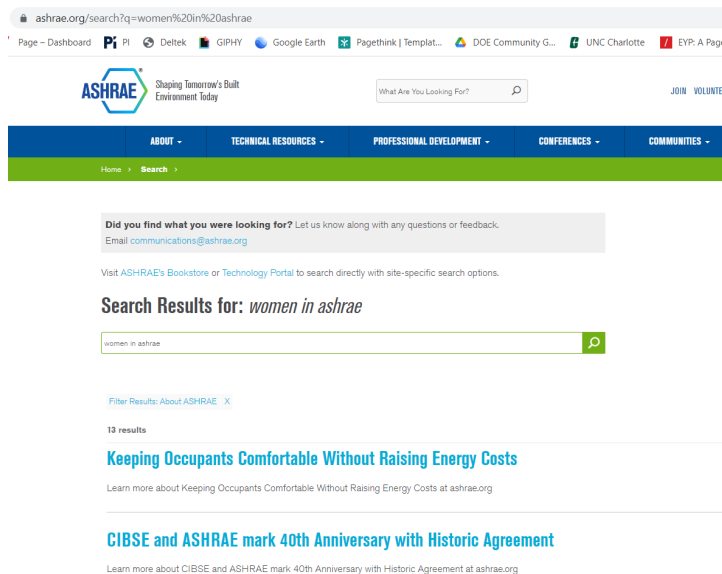 ashrae.org/search?q=women%20in%20ashrae
Page – Dashboard Pi PI Deltek GIPHY Google Earth Pagethink | Templat... DOE Community G... UNC Charlotte EYP: A Page
ASHRAE Shaping Tomorrow's Built
Environment Today
What Are You Looking For?
JOIN VOLUNTE
ABOUT TECHNICAL RESOURCES PROFESSIONAL DEVELOPMENT CONFERENCES COMMUNITIES
Home > Search >
Did you find what you were looking for? Let us know along with any questions or feedback.
Email communications@ashrae.org
Visit ASHRAE's Bookstore or Technology Portal to search directly with site-specific search options.
Search Results for: women in ashrae
women in ashrae
Filter Results: About ASHRAE X
13 results
Keeping Occupants Comfortable Without Raising Energy Costs
Learn more about Keeping Occupants Comfortable Without Raising Energy Costs at ashrae.org
CIBSE and ASHRAE mark 40th Anniversary with Historic Agreement
Learn more about CIBSE and ASHRAE mark 40th Anniversary with Historic Agreement at ashrae.org